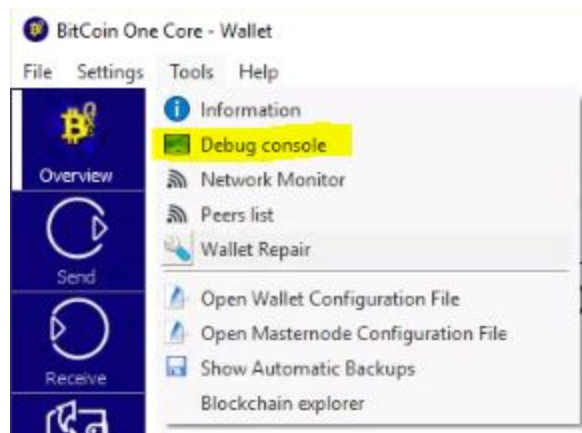 BitCoin One Core - Wallet
File Settings Tools Help
Information
Debug console
Overview
Network Monitor
Peers list
Wallet Repair
Send
Open Wallet Configuration File
Open Masternode Configuration File
Receive
Show Automatic Backups
Blockchain explorer